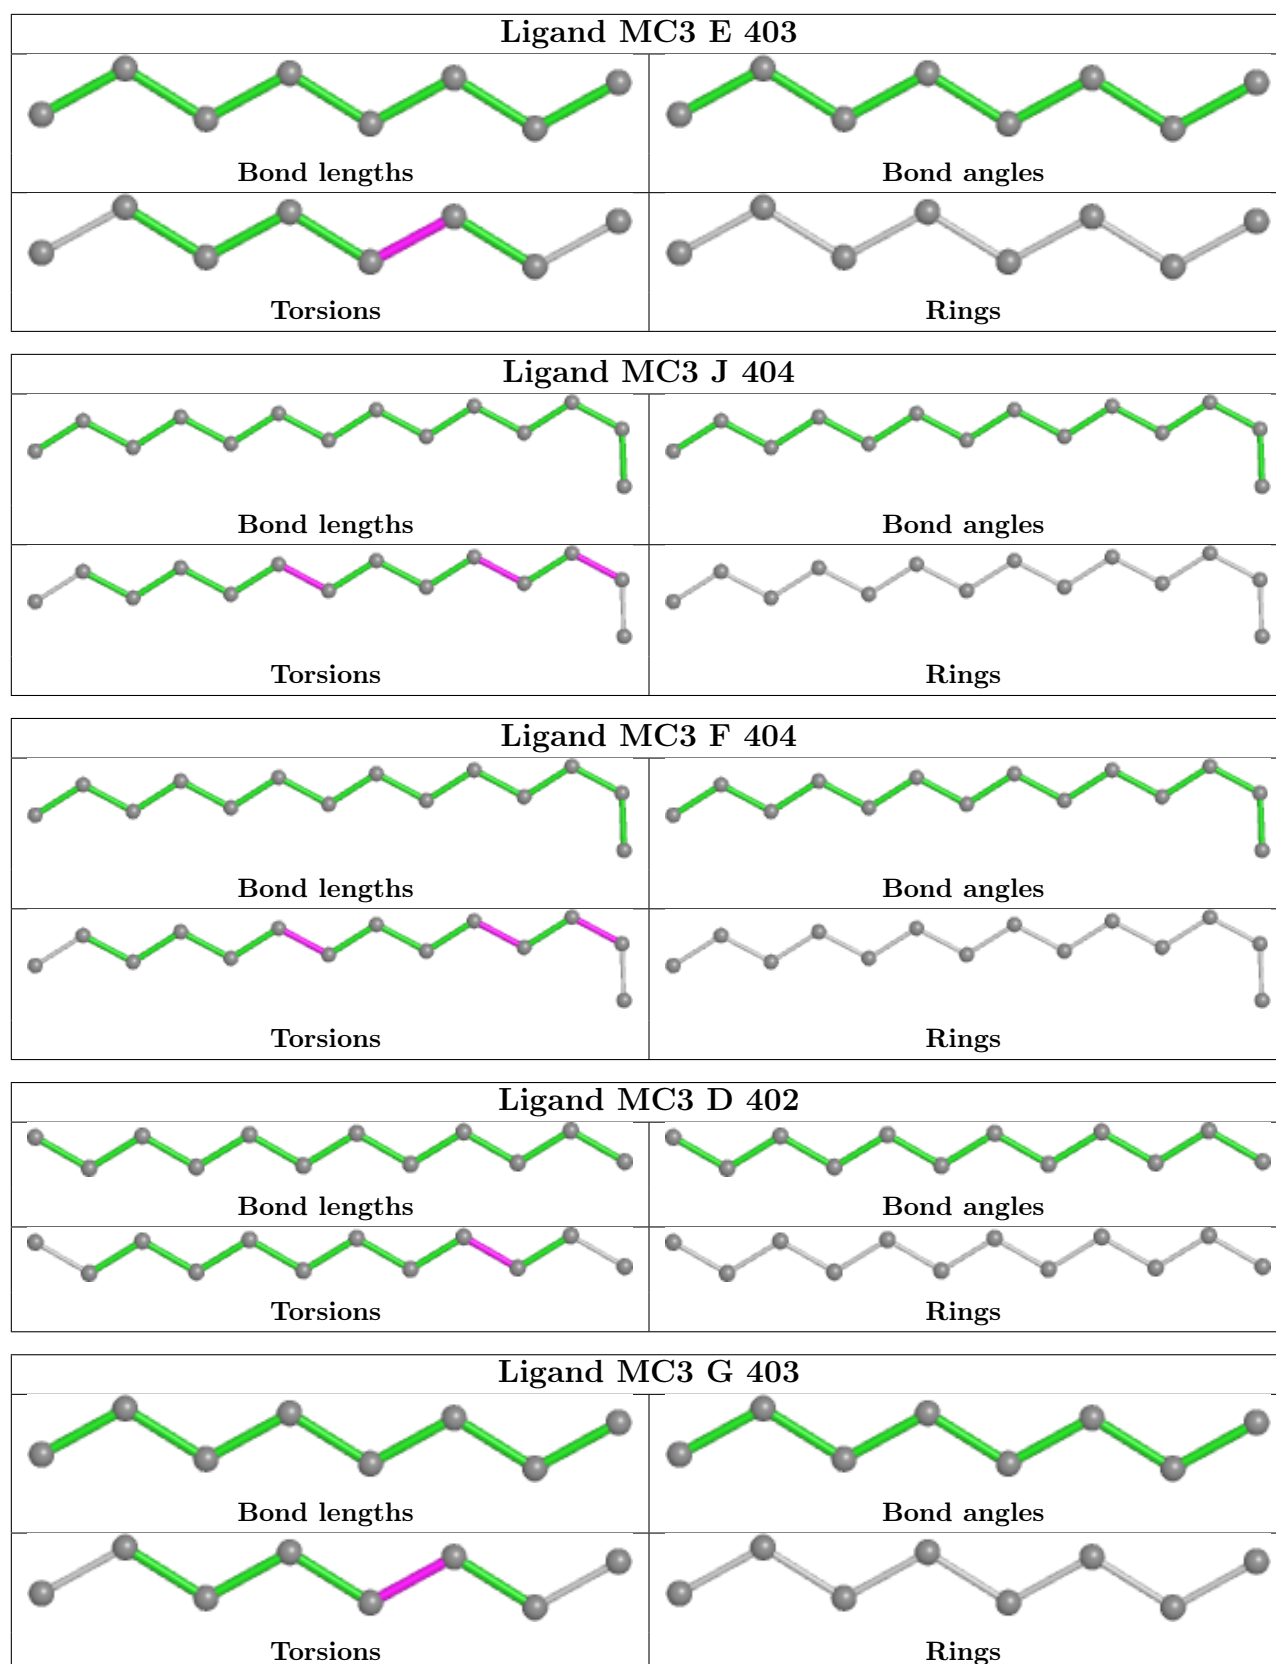 Ligand MC3 E 403
Bond lengths Bond angles
Torsions Rings
Ligand MC3 J 404
Bond lengths Bond angles
Torsions Rings
Ligand MC3 F 404
Bond lengths Bond angles
Torsions Rings
Ligand MC3 D 402
Bond lengths Bond angles
Torsions Rings
Ligand MC3 G 403
Bond lengths Bond angles
Torsions Rings